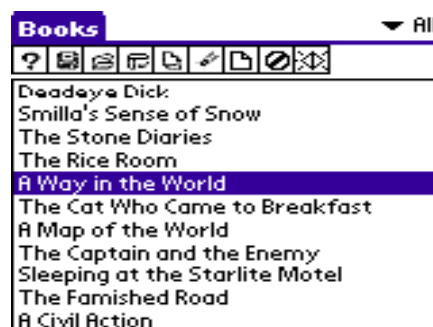 Books
All
?
Deadeye Dick
Smilla's Sense of Snow
The Stone Diaries
The Rice Room
A Way in the World
The Cat Who Came to Breakfast
A Map of the World
The Captain and the Enemy
Sleeping at the Starlite Motel
The Famished Road
A Civil Action